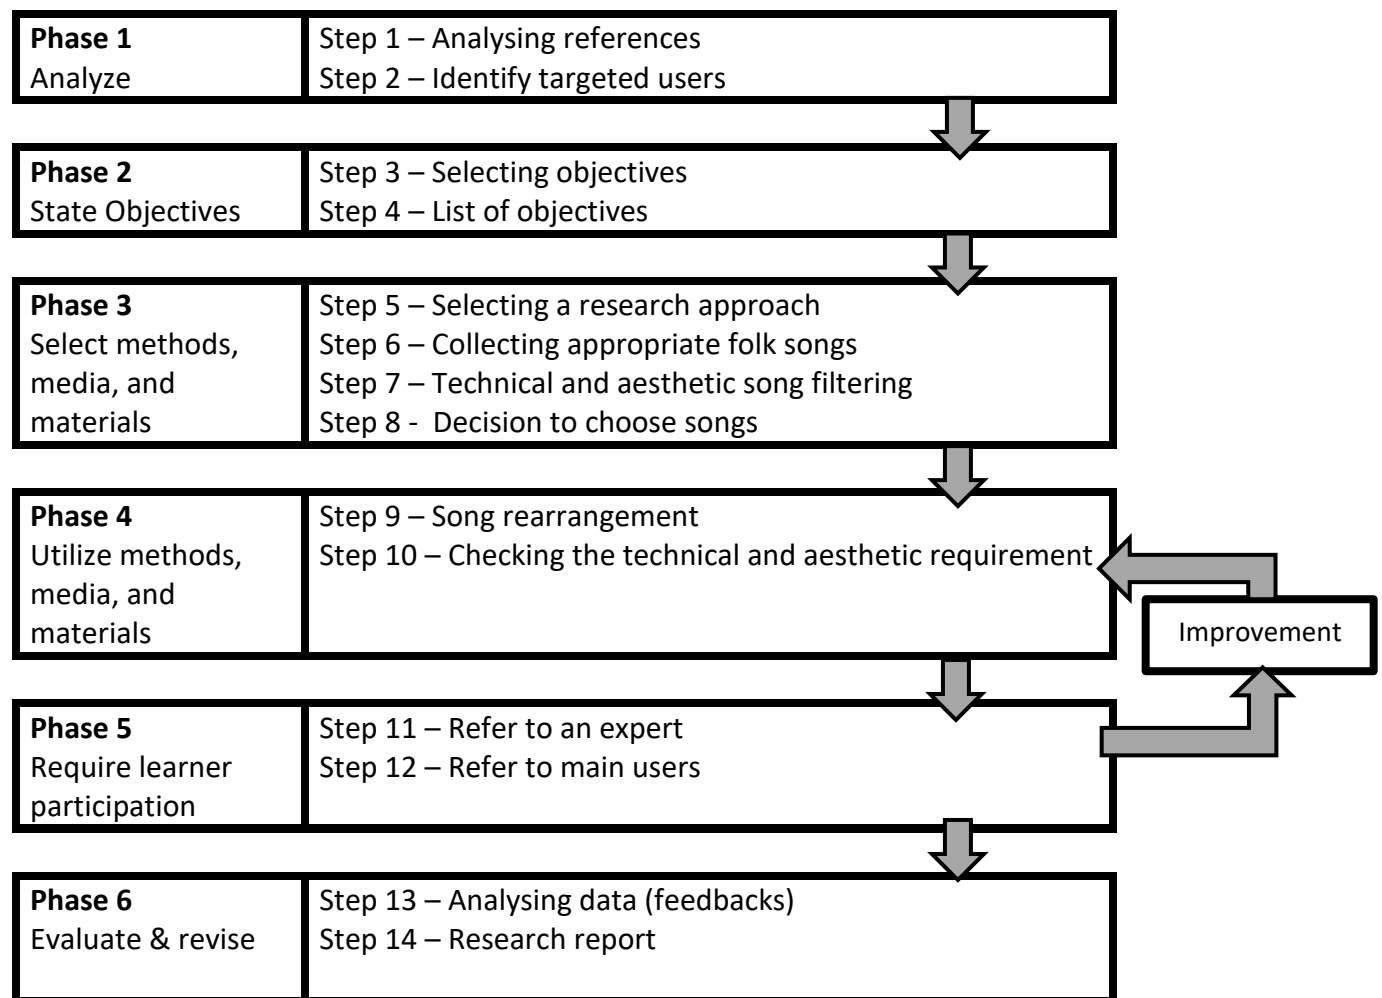 Phase 1
Analyze
Step 1 – Analysing references
Step 2 – Identify targeted users
Phase 2
State Objectives
Step 3 – Selecting objectives
Step 4 – List of objectives
Phase 3
Select methods,
media, and
materials
Step 5 – Selecting a research approach
Step 6 – Collecting appropriate folk songs
Step 7 – Technical and aesthetic song filtering
Step 8 -  Decision to choose songs
Phase 4
Utilize methods,
media, and
materials
Step 9 – Song rearrangement
Step 10 – Checking the technical and aesthetic requirement
Improvement
Phase 5
Require learner
participation
Step 11 – Refer to an expert
Step 12 – Refer to main users
Phase 6
Evaluate & revise
Step 13 – Analysing data (feedbacks)
Step 14 – Research report